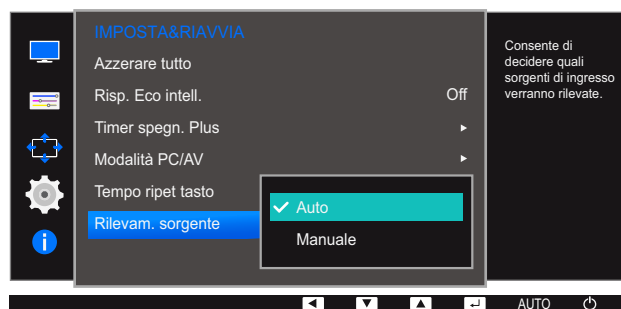 IMPOSTA&RIAVVIA
Azzerare tutto
Risp. Eco intell. Off
Timer spegn. Plus
Modalità PC/AV
Tempo ripet tasto
Rilevam. sorgente
Auto
Manuale
Consente di
decidere quali
sorgenti di ingresso
verranno rilevate.
AUTO